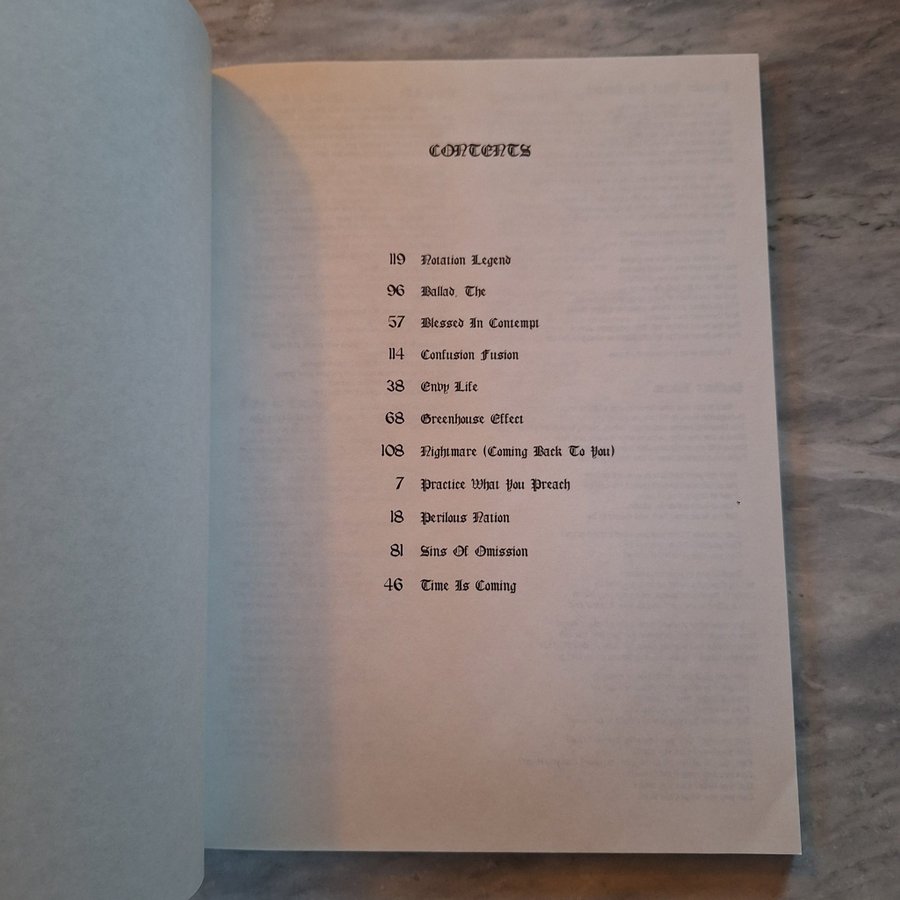 CONTENTS
119 Notation Legend
96 Ballad, The
57 Blessed In Contempt
114 Confusion Fusion
38 Envy Life
68 Greenhouse Effect
108 Nightmare (Coming Back To You)
7 Practice What You Preach
18 Perilous Nation
81 Sins Of Omission
46 Time Is Coming